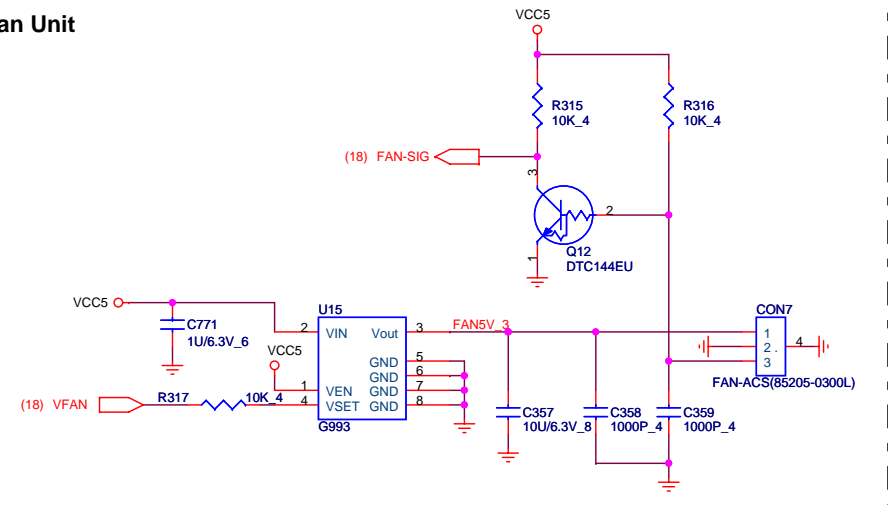 an Unit
VCC5
R315
10K_4
R316
10K_4
(18) FAN-SIG
3
2
1
Q12
DTC144EU
VCC5
C771
1U/6.3V_6
VCC5
(18) VFAN
R317
10K_4
U15
2
VIN
Vout
3
FAN5V_3
GND
5
GND
6
1
VEN
GND
7
4
VSET
GND
8
G993
C357
10U/6.3V_8
C358
1000P_4
C359
1000P_4
CON7
1
2 .
4
3
FAN-ACS(85205-0300L)